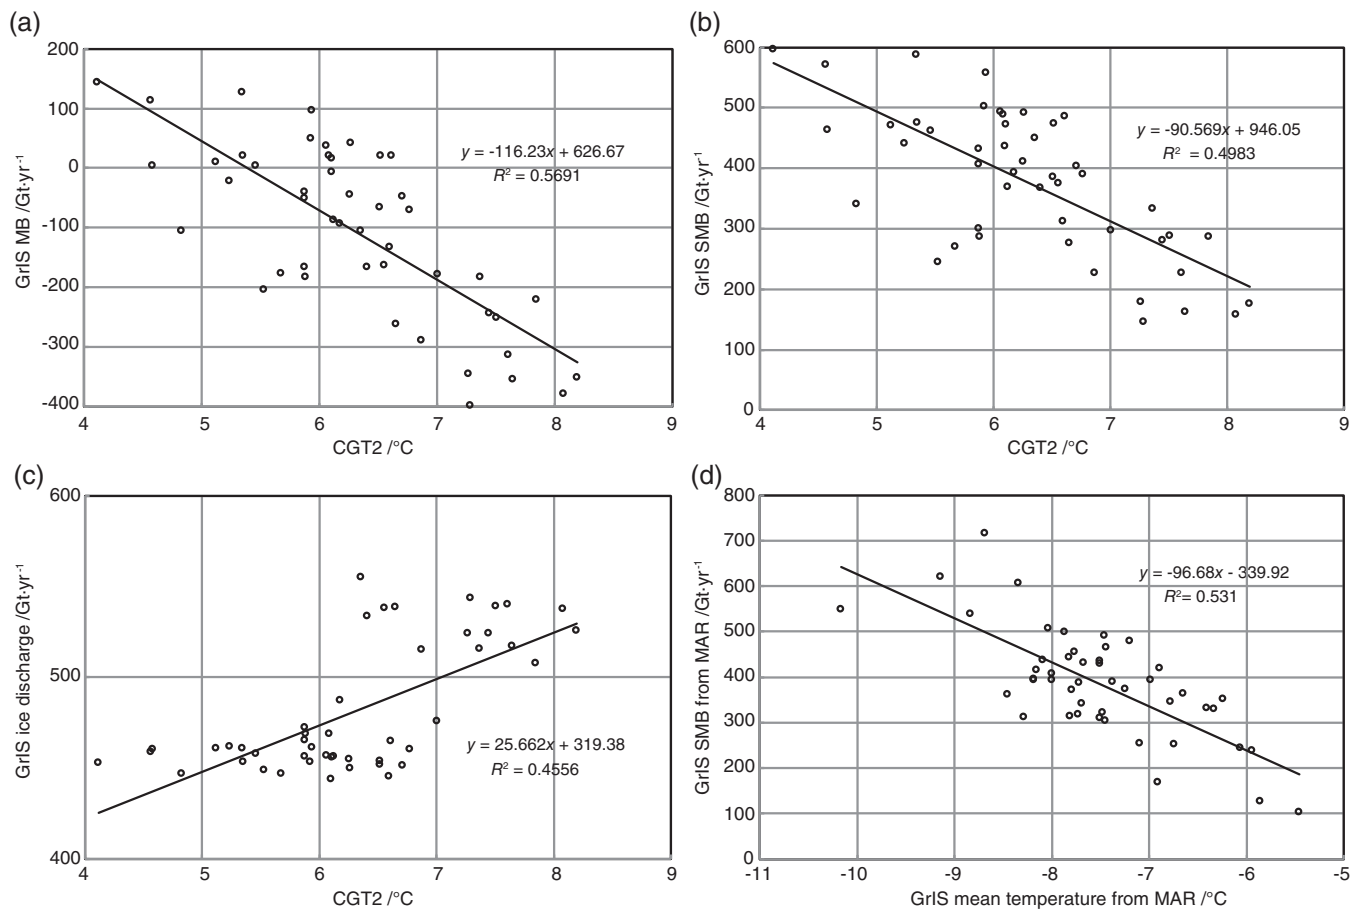 (a)
200
100
0
-100
-200
-300
-400
GrIS MB /Gt·yr-1
y = -116.23x + 626.67
R2 = 0.5691
4 5 6 7 8 9
CGT2 /°C
(b)
600
500
400
300
200
100
0
GrIS SMB /Gt·yr-1
y = -90.569x + 946.05
R2 = 0.4983
4 5 6 7 8 9
CGT2 /°C
(c)
600
500
400
GrIS ice discharge /Gt·yr-1
y = 25.662x + 319.38
R2 = 0.4556
4 5 6 7 8 9
CGT2 /°C
(d)
800
700
600
500
400
300
200
100
0
GrIS SMB from MAR /Gt·yr-1
y = -96.68x - 339.92
R2= 0.531
-11 -10 -9 -8 -7 -6 -5
GrIS mean temperature from MAR /°C